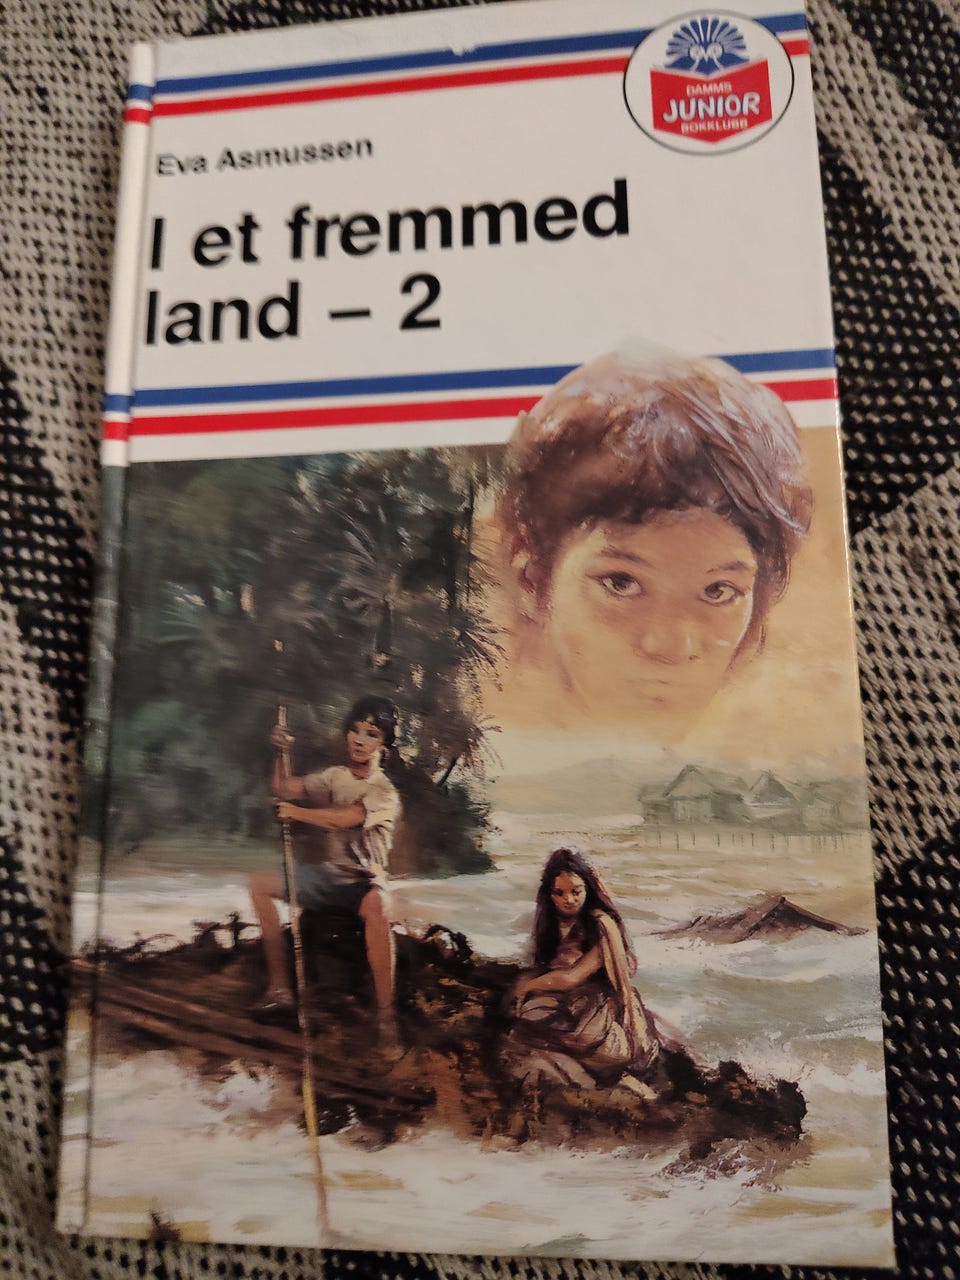 DAMMS
JUNIOR
BOKKLUBB
Eva Asmussen
I et fremmed
land – 2